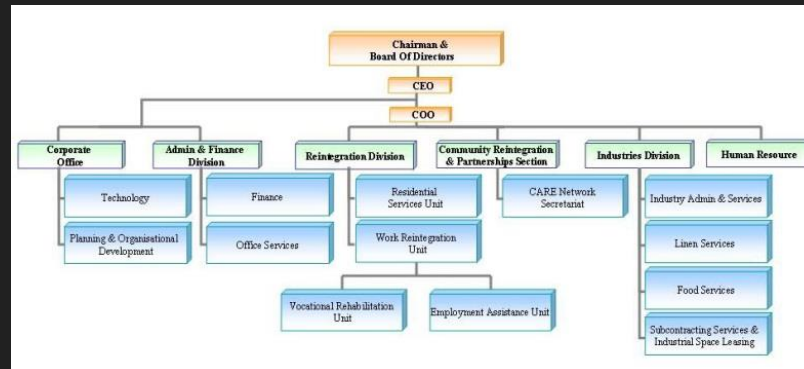 Chairman &
Board Of Directors
CEO
COO
Corporate
Office
Admin & Finance
Division
Reintegration Division
Community Reintegration
& Partnerships Section
Industries Division
Human Resource
Technology
Planning & Organisational
Development
Finance
Office Services
Residential
Services Unit
Work Reintegration
Unit
Vocational Rehabilitation
Unit
Employment Assistance Unit
CARE Network
Secretariat
Industry Admin & Services
Linen Services
Food Services
Subcontracting Services &
Industrial Space Leasing